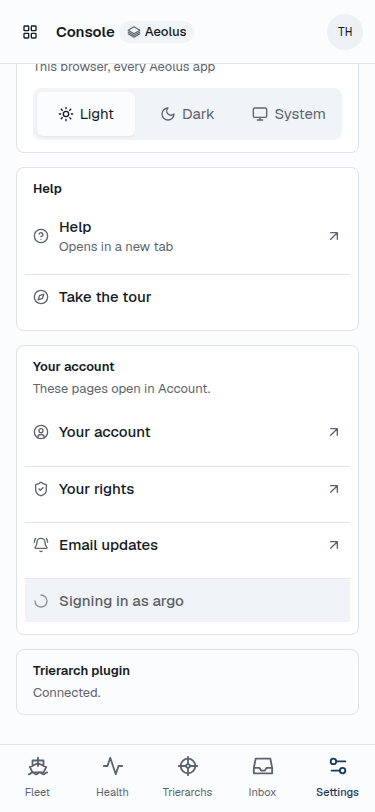 Console Aeolus TH
This browser, every Aeolus app
Light Dark System
Help
Help
Opens in a new tab
Take the tour
Your account
These pages open in Account.
Your account
Your rights
Email updates
Signing in as argo
Trierarch plugin
Connected.
Fleet Health Trierarchs Inbox Settings